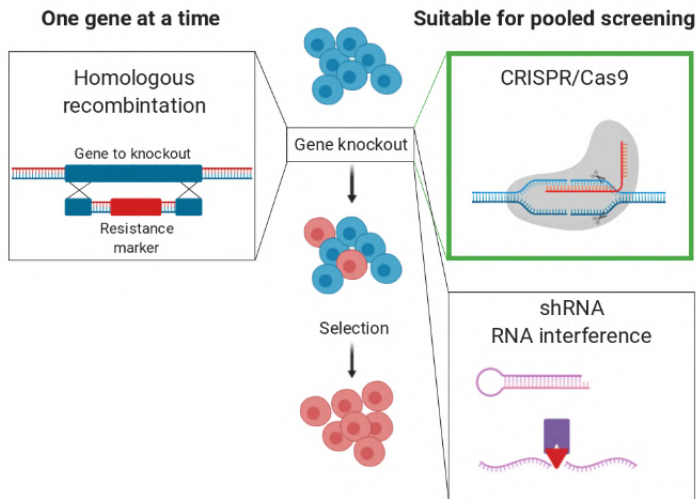 One gene at a time
Suitable for pooled screening
Homologous
recombintation
Gene to knockout
Resistance
marker
Gene knockout
Selection
CRISPR/Cas9
shRNA
RNA interference